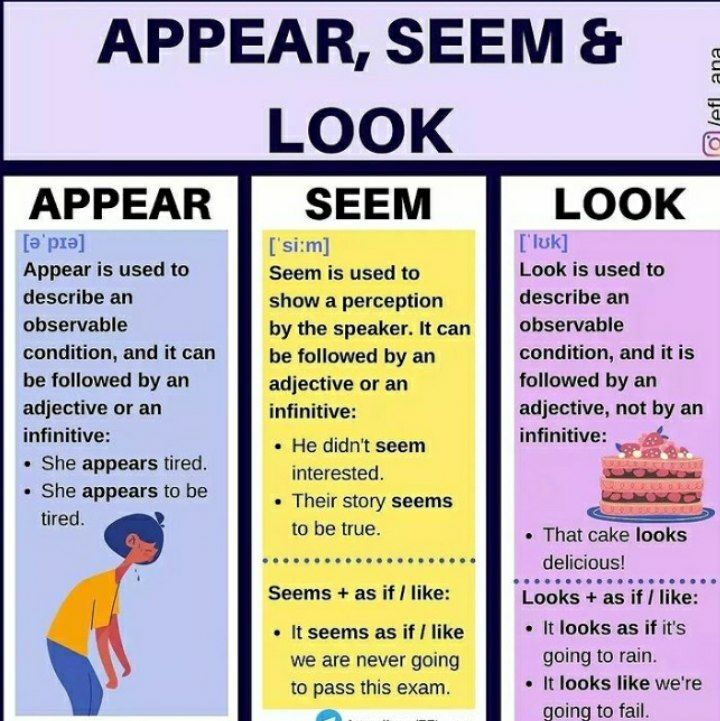 APPEAR, SEEM &
LOOK
/efl_ana
APPEAR
[əˈpɪə]
Appear is used to
describe an
observable
condition, and it can
be followed by an
adjective or an
infinitive:
• She appears tired.
• She appears to be
tired.
SEEM
[ˈsiːm]
Seem is used to
show a perception
by the speaker. It can
be followed by an
adjective or an
infinitive:
• He didn't seem
interested.
• Their story seems
to be true.
Seems + as if / like:
• It seems as if / like
we are never going
to pass this exam.
LOOK
[ˈlʊk]
Look is used to
describe an
observable
condition, and it is
followed by an
adjective, not by an
infinitive:
• That cake looks
delicious!
Looks + as if / like:
• It looks as if it's
going to rain.
• It looks like we're
going to fail.